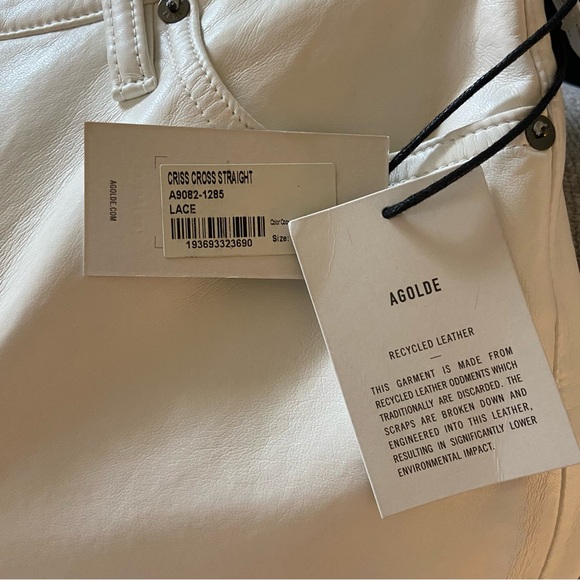 AGOLDE.COM
CRISS CROSS STRAIGHT
A9082-1285
LACE
193693323690
Size:
AGOLDE
RECYCLED LEATHER
THIS GARMENT IS MADE FROM
RECYCLED LEATHER ODDMENTS WHICH
TRADITIONALLY ARE DISCARDED. THE
SCRAPS ARE BROKEN DOWN AND
ENGINEERED INTO THIS LEATHER,
RESULTING IN SIGNIFICANTLY LOWER
ENVIRONMENTAL IMPACT.